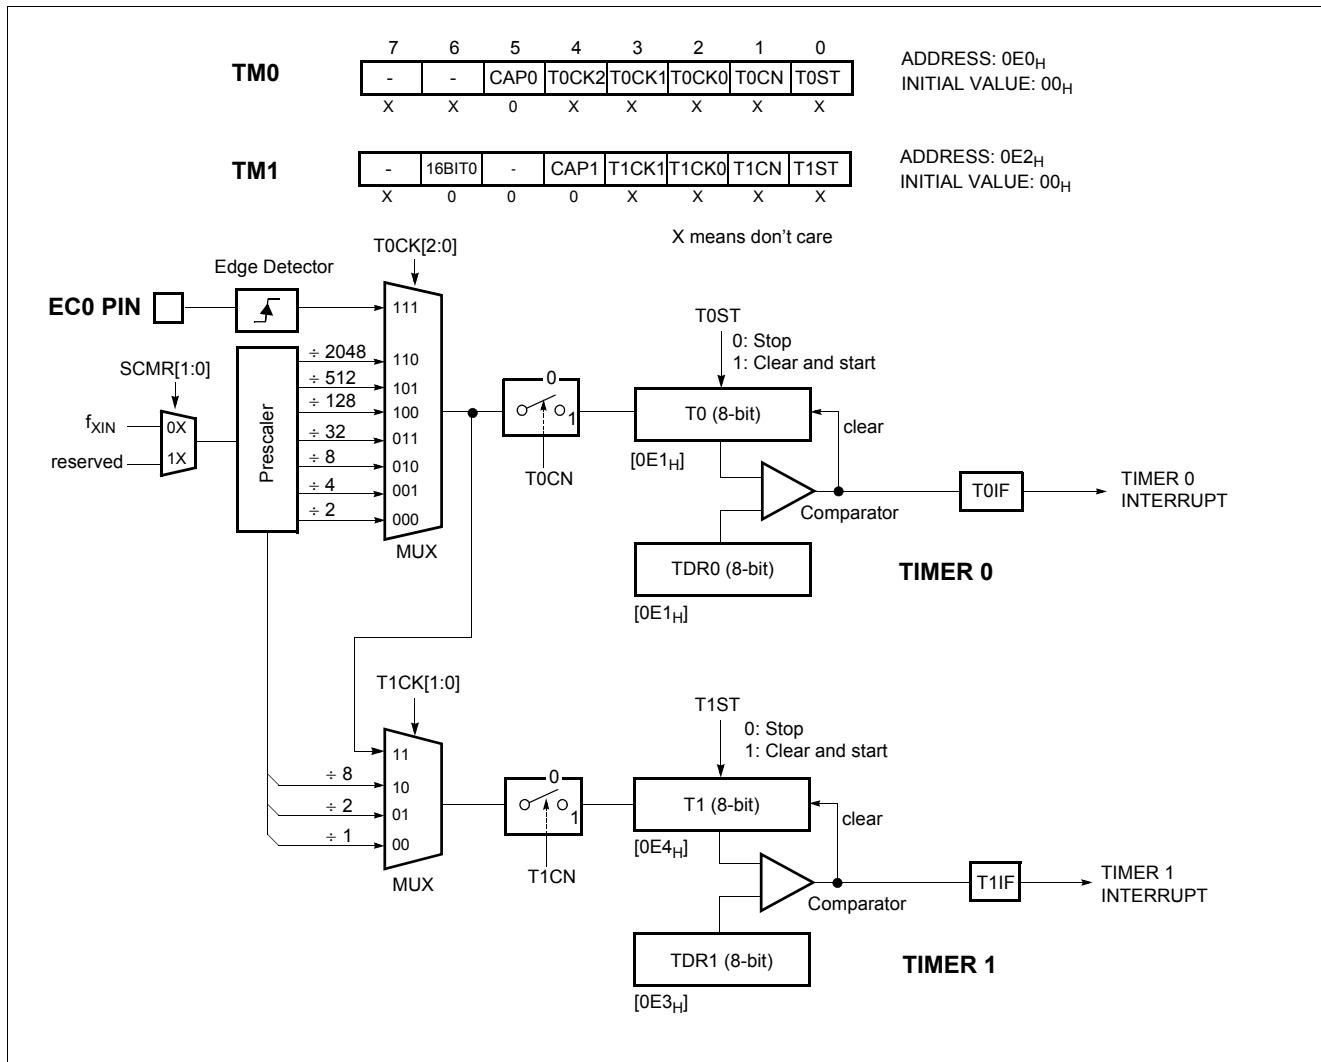 7 6 5 4 3 2 1 0
TM0 - - CAP0 T0CK2 T0CK1 T0CK0 T0CN T0ST
X X 0 X X X X X
ADDRESS: 0E0H
INITIAL VALUE: 00H
TM1 - 16BIT0 - CAP1 T1CK1 T1CK0 T1CN T1ST
X 0 0 0 X X X X
ADDRESS: 0E2H
INITIAL VALUE: 00H
X means don't care
T0CK[2:0]
Edge Detector
EC0 PIN
111
SCMR[1:0]
fXIN
reserved
0X
1X
Prescaler
÷ 2048 110
÷ 512 101
÷ 128 100
÷ 32 011
÷ 8 010
÷ 4 001
÷ 2 000
MUX
0
1
T0CN
T0ST
0: Stop
1: Clear and start
T0 (8-bit)
[0E1H]
clear
Comparator
TDR0 (8-bit)
[0E1H]
T0IF
TIMER 0
INTERRUPT
TIMER 0
T1CK[1:0]
11
÷ 8 10
÷ 2 01
÷ 1 00
MUX
0
1
T1CN
T1ST
0: Stop
1: Clear and start
T1 (8-bit)
[0E4H]
clear
Comparator
TDR1 (8-bit)
[0E3H]
T1IF
TIMER 1
INTERRUPT
TIMER 1